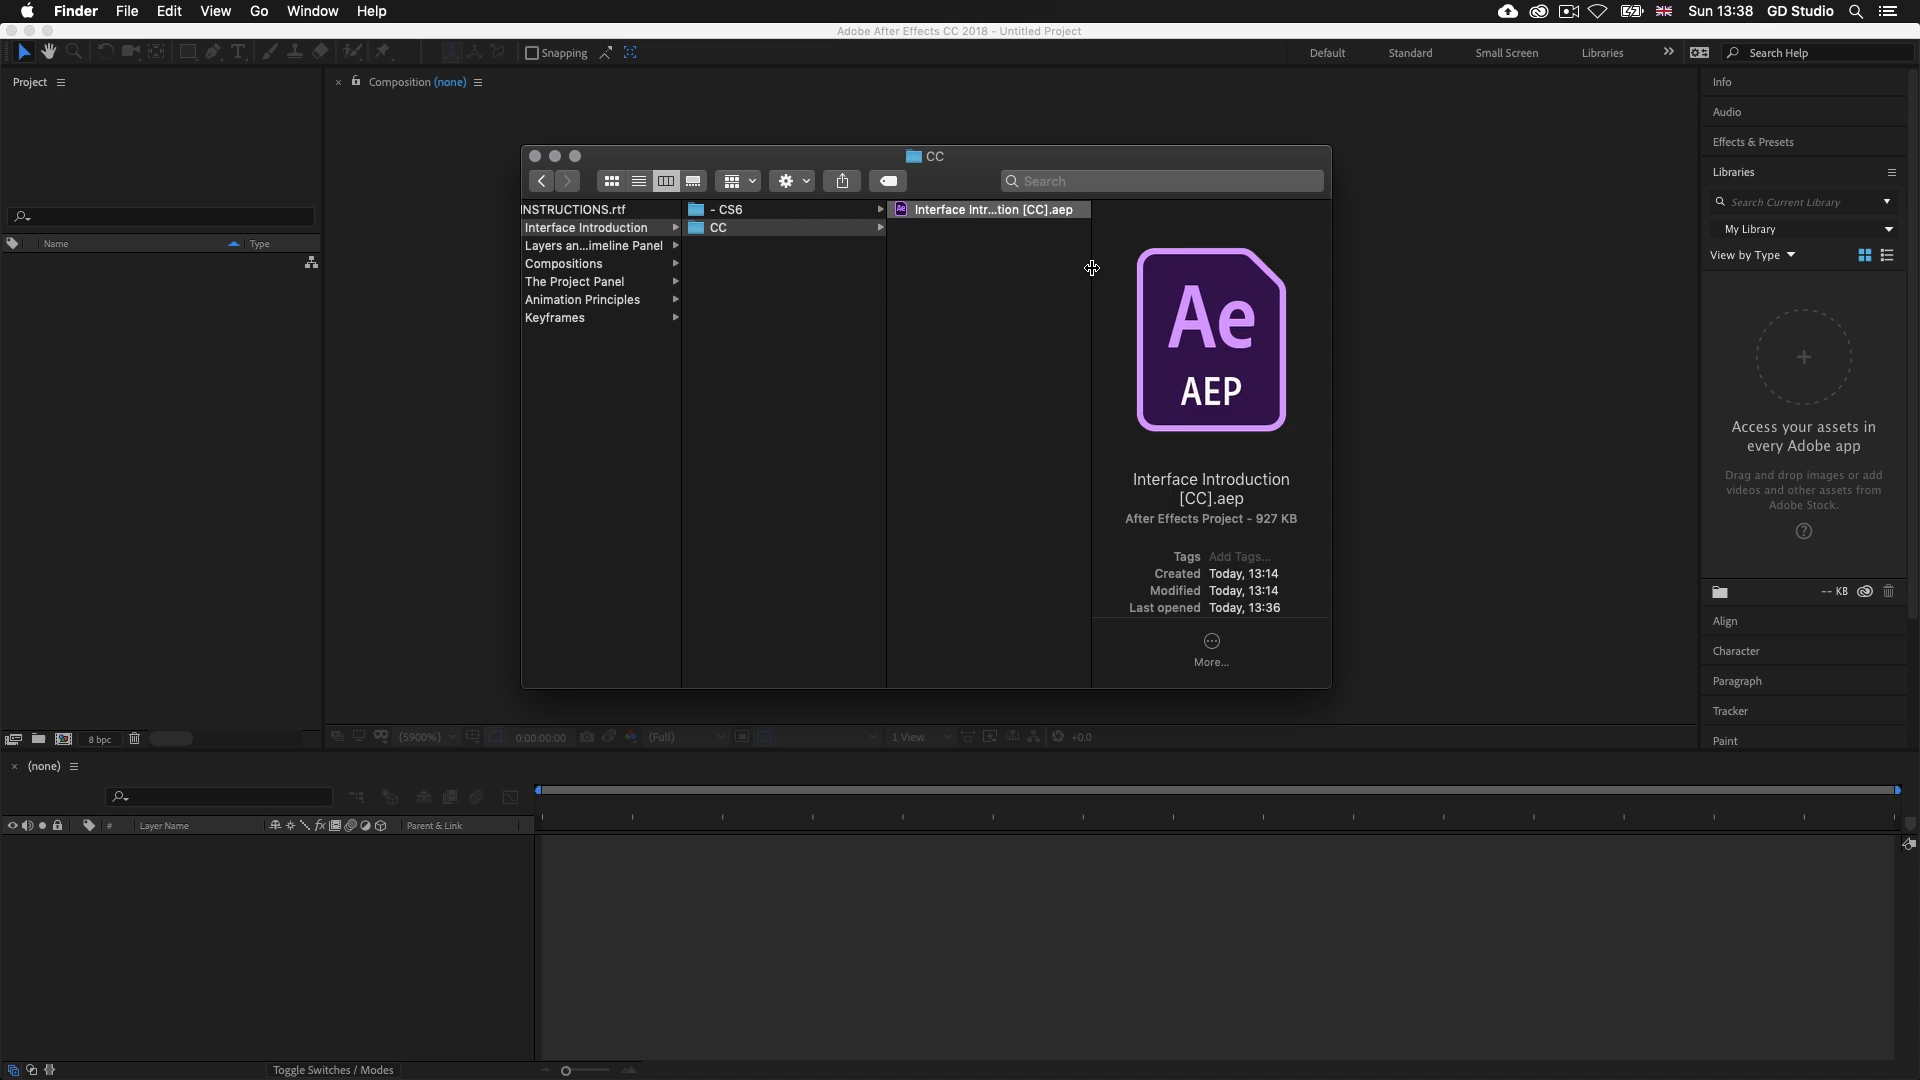 Finder File Edit View Go Window Help
Sun 13:38 GD Studio
Adobe After Effects CC 2018 - Untitled Project
Snapping
Default Standard Small Screen Libraries » Search Help
Project
Composition (none)
CC
Search
INSTRUCTIONS.rtf
Interface Introduction
Layers an...imeline Panel
Compositions
The Project Panel
Animation Principles
Keyframes
- CS6
CC
Interface Intr...tion [CC].aep
Ae
AEP
Interface Introduction
[CC].aep
After Effects Project - 927 KB
Tags Add Tags...
Created Today, 13:14
Modified Today, 13:14
Last opened Today, 13:36
More...
Name Type
8 bpc
(5900%) 0:00:00:00 (Full) 1 View +0.0
Info
Audio
Effects & Presets
Libraries
Search Current Library
My Library
View by Type
Access your assets in
every Adobe app
Drag and drop images or add
videos and other assets from
Adobe Stock.
-- KB
Align
Character
Paragraph
Tracker
Paint
(none)
# Layer Name fx Parent & Link
Toggle Switches / Modes